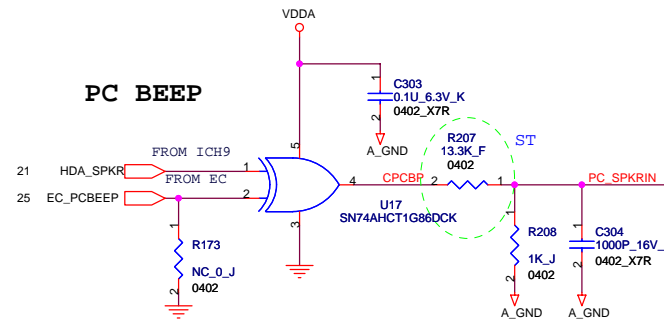 VDDA
PC BEEP
1
C303
0.1U_6.3V_K
0402_X7R
2
A_GND
R207
13.3K_F
0402
ST
FROM ICH9
21 HDA_SPKR
1
5
FROM EC
25 EC_PCBEEP
2
4
CPCBP
2
1
PC_SPKRIN
U17
SN74AHCT1G86DCK
3
1
R173
NC_0_J
0402
2
1
R208
1K_J
0402
2
A_GND
1
C304
1000P_16V_
0402_X7R
2
A_GND